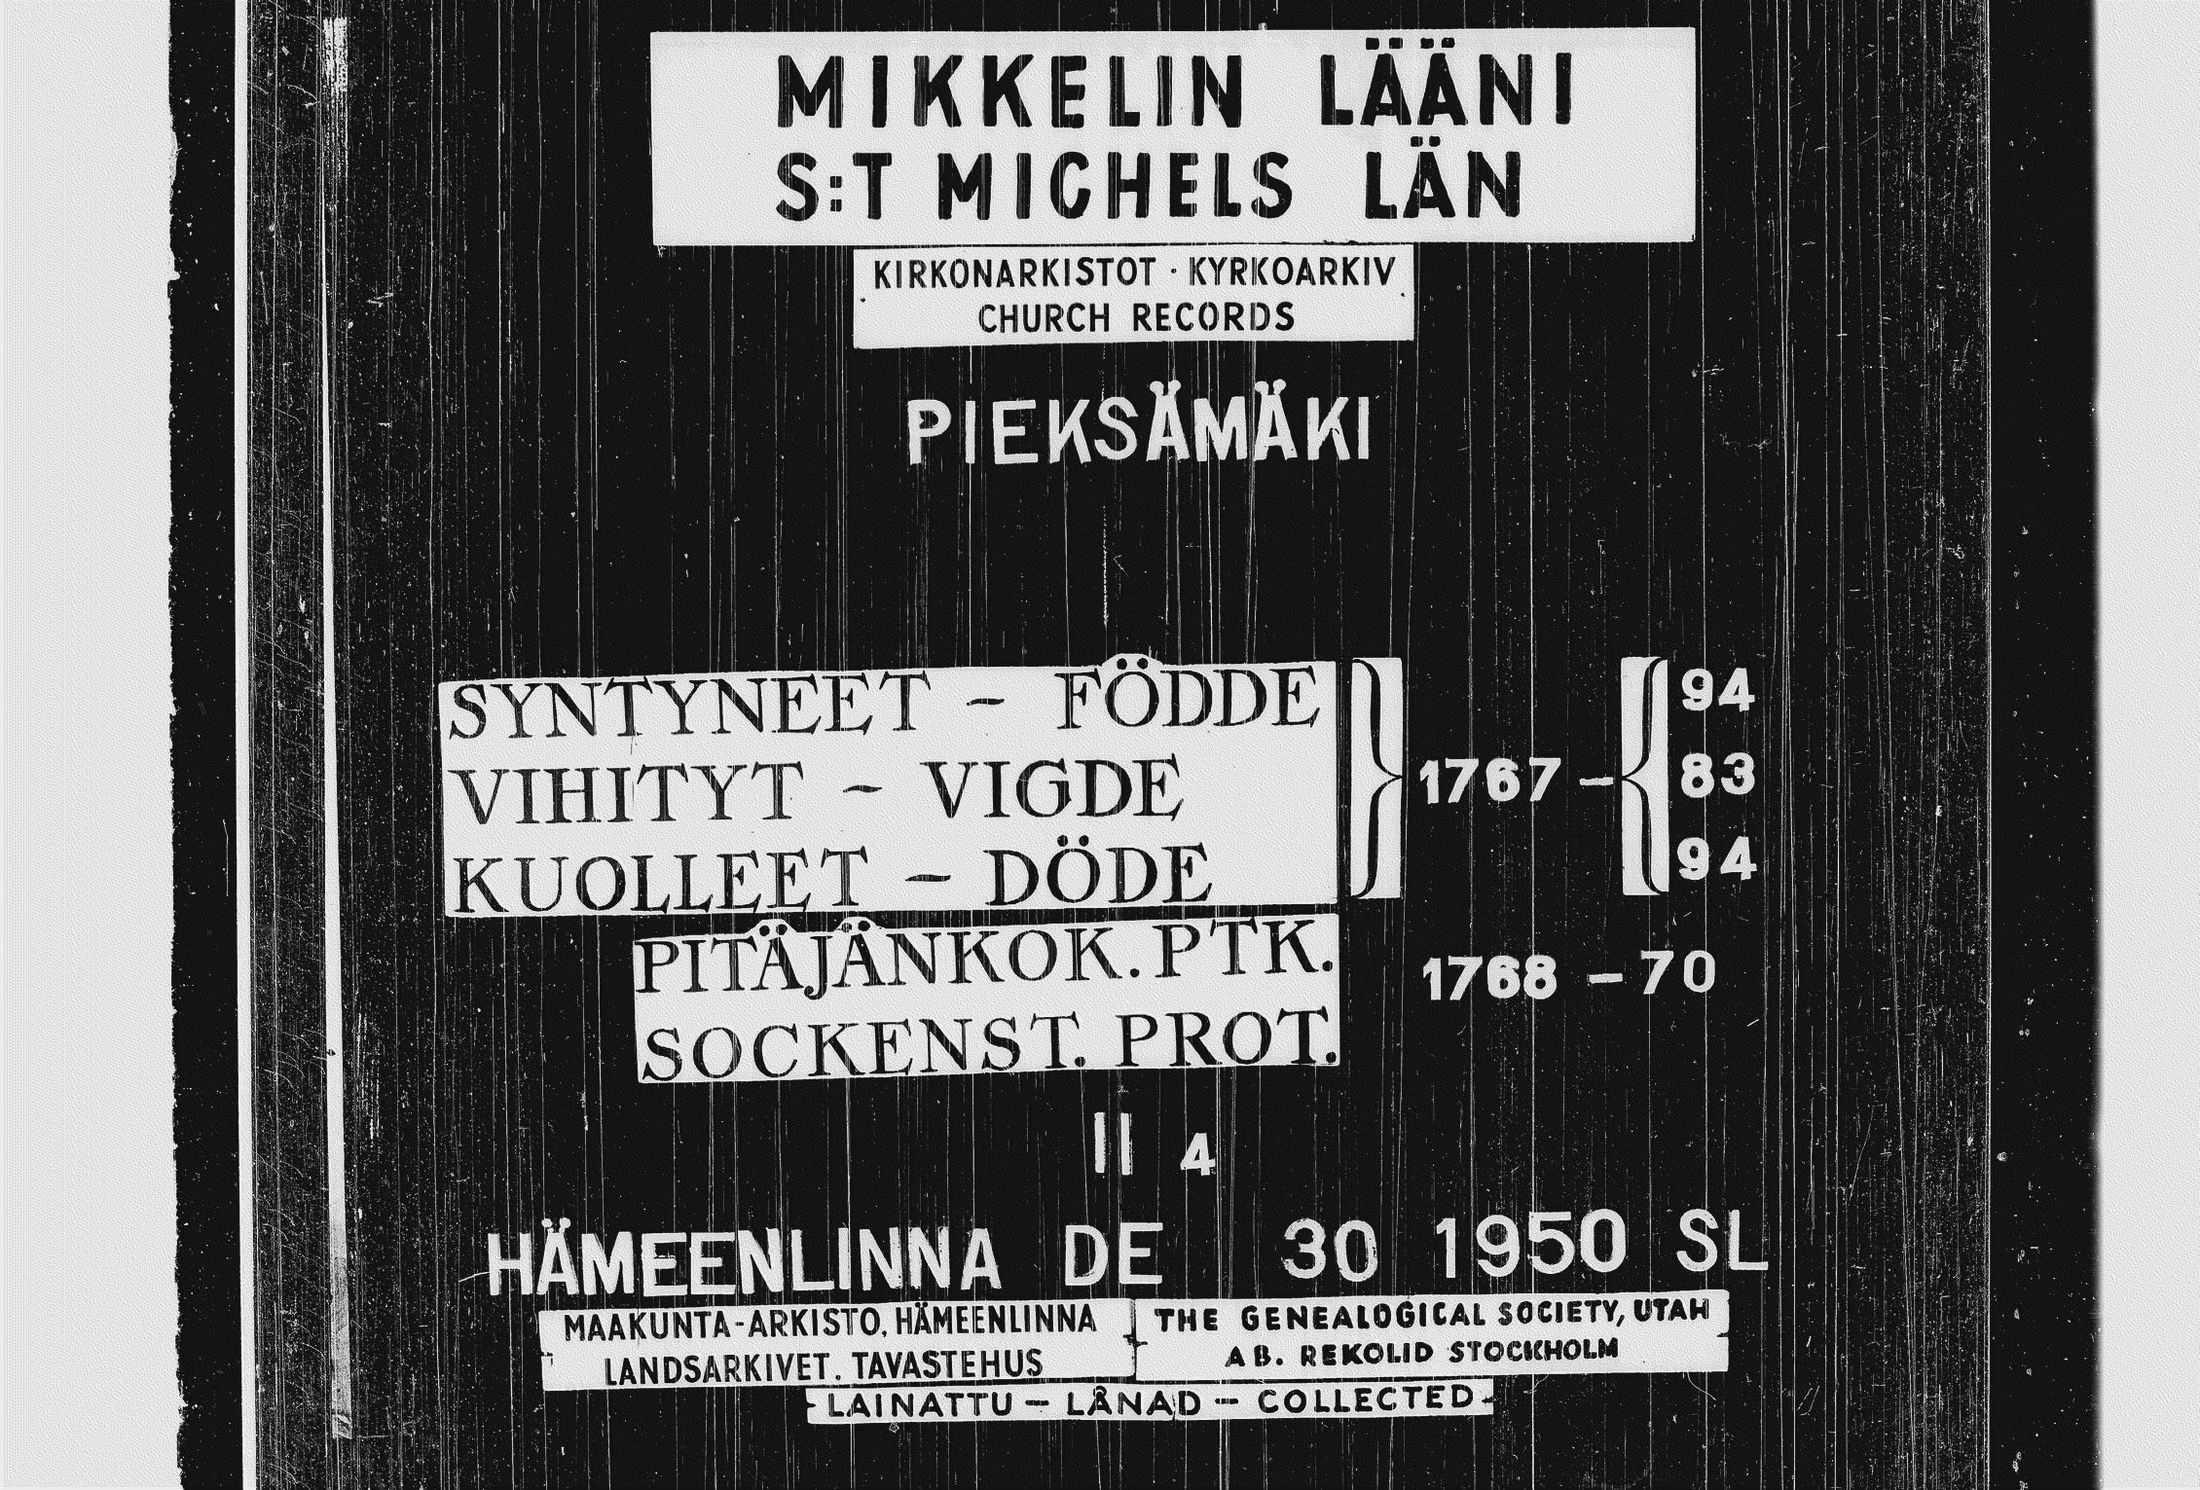 MIKKELIN LÄÄNI
S:T MICHELS LÄN
KIRKONARKISTOT · KYRKOARKIV
CHURCH RECORDS
PIEKSÄMÄKI
SYNTYNEET – FÖDDE } 1767 – { 94
VIHITYT – VIGDE 83
KUOLLEET – DÖDE 94
PITÄJÄNKOK. PTK. 1768 – 70
SOCKENST. PROT.
II 4
HÄMEENLINNA DE 30 1950 SL
MAAKUNTA-ARKISTO, HÄMEENLINNA
LANDSARKIVET, TAVASTEHUS
THE GENEALOGICAL SOCIETY, UTAH
AB. REKOLID STOCKHOLM
LAINATTU – LÅNAD – COLLECTED